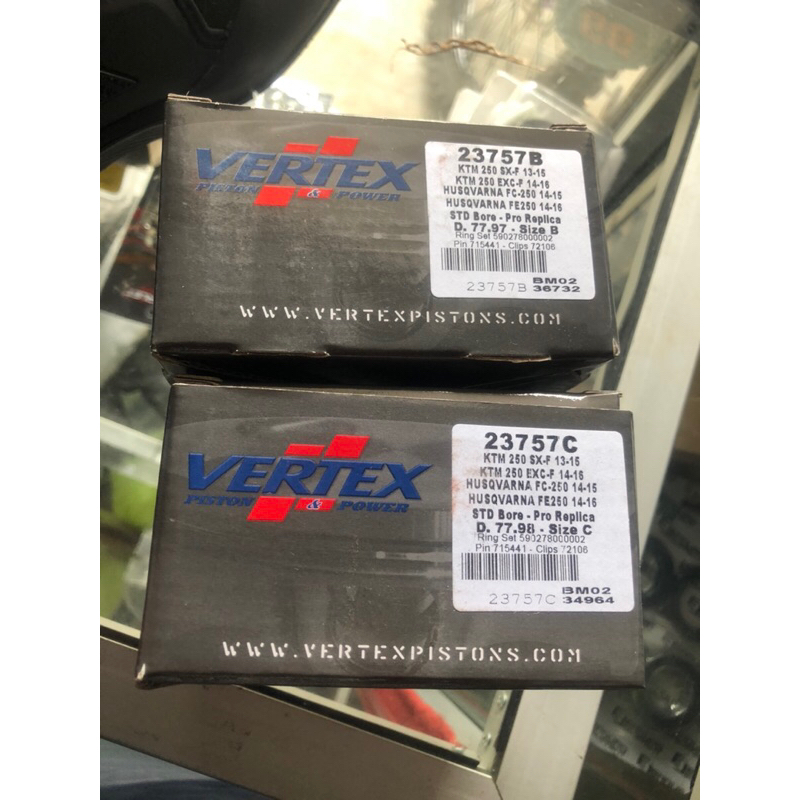 VERTEX
PISTON & POWER
23757B
KTM 250 SX-F 13-15
KTM 250 EXC-F 14-16
HUSQVARNA FC-250 14-15
HUSQVARNA FE250 14-16
STD Bore - Pro Replica
D. 77.97 - Size B
Ring Set 590278000002
Pin 715441 - Clips 72106
BM02
23757B 36732
WWW.VERTEXPISTONS.COM
VERTEX
PISTON & POWER
23757C
KTM 250 SX-F 13-15
KTM 250 EXC-F 14-16
HUSQVARNA FC-250 14-15
HUSQVARNA FE250 14-16
STD Bore - Pro Replica
D. 77.98 - Size C
Ring Set 590278000002
Pin 715441 - Clips 72106
BM02
23757C 34964
WWW.VERTEXPISTONS.COM